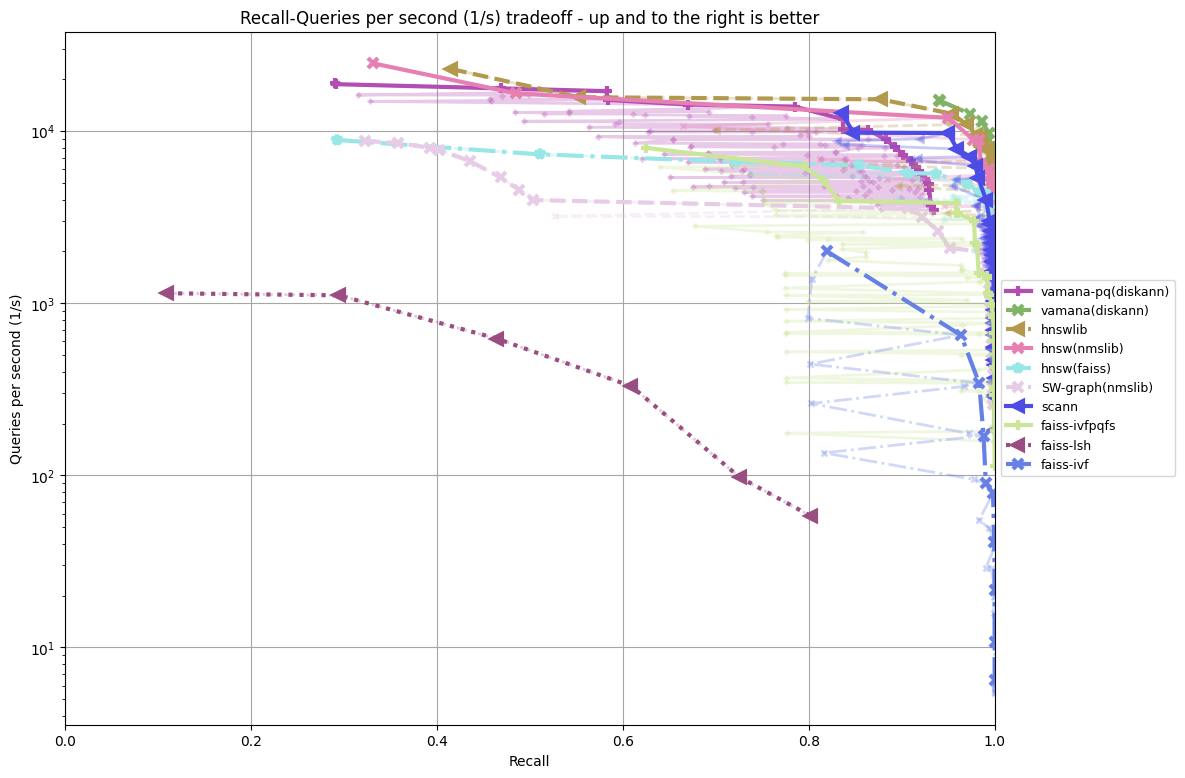 Recall-Queries per second (1/s) tradeoff - up and to the right is better
Queries per second (1/s)
10^4
10^3
10^2
10^1
0.0 0.2 0.4 0.6 0.8 1.0
Recall
vamana-pq(diskann)
vamana(diskann)
hnswlib
hnsw(nmslib)
hnsw(faiss)
SW-graph(nmslib)
scann
faiss-ivfpqfs
faiss-lsh
faiss-ivf